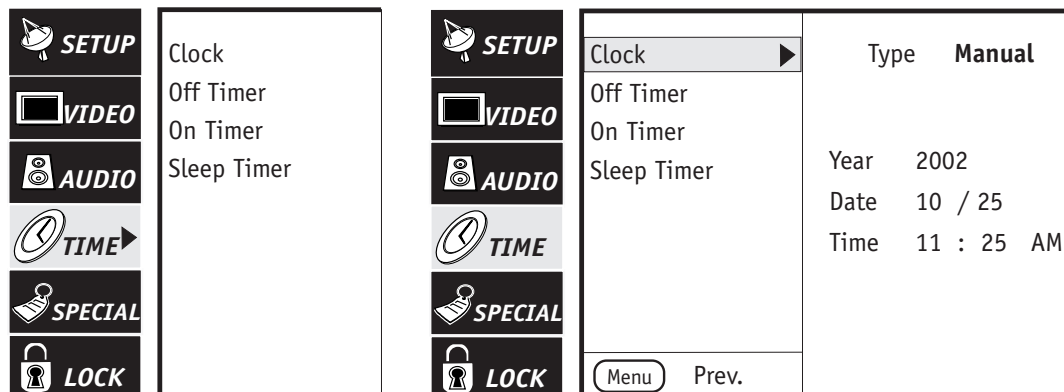 SETUP
VIDEO
AUDIO
TIME
SPECIAL
LOCK
Clock
Off Timer
On Timer
Sleep Timer
SETUP
VIDEO
AUDIO
TIME
SPECIAL
LOCK
Clock
Off Timer
On Timer
Sleep Timer
Menu Prev.
Type Manual
Year 2002
Date 10 / 25
Time 11 : 25 AM